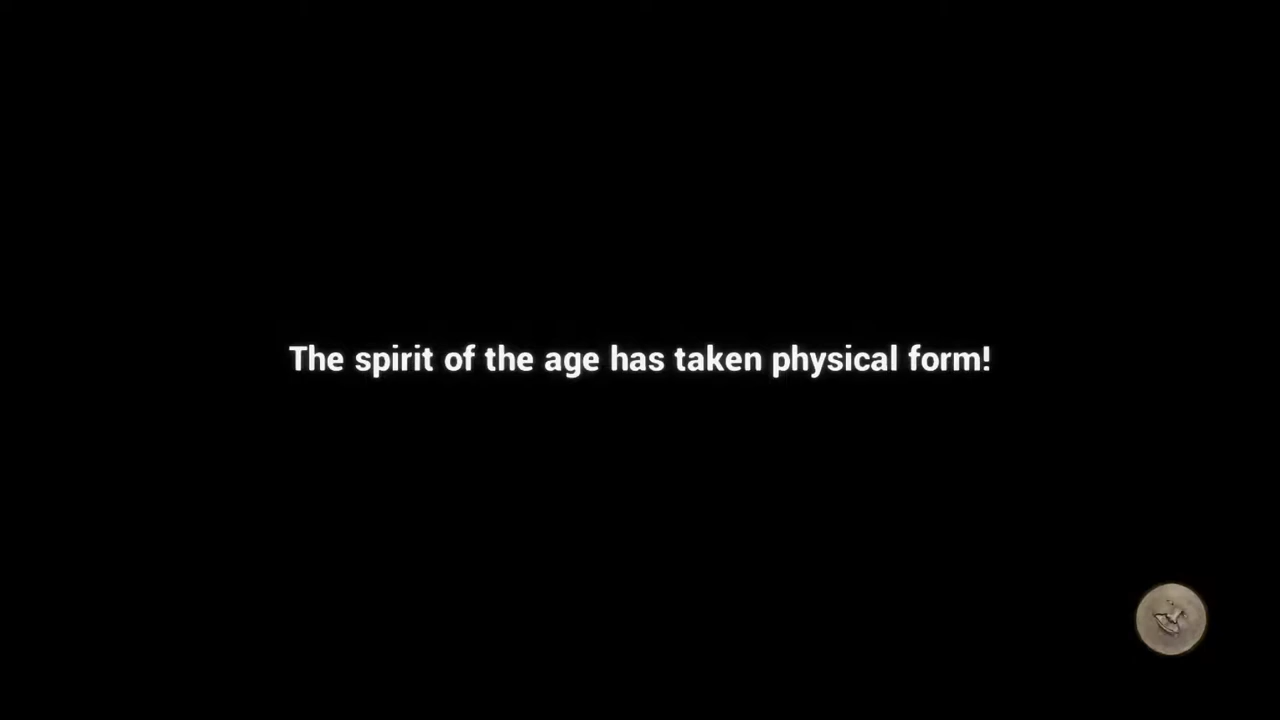 The spirit of the age has taken physical form!